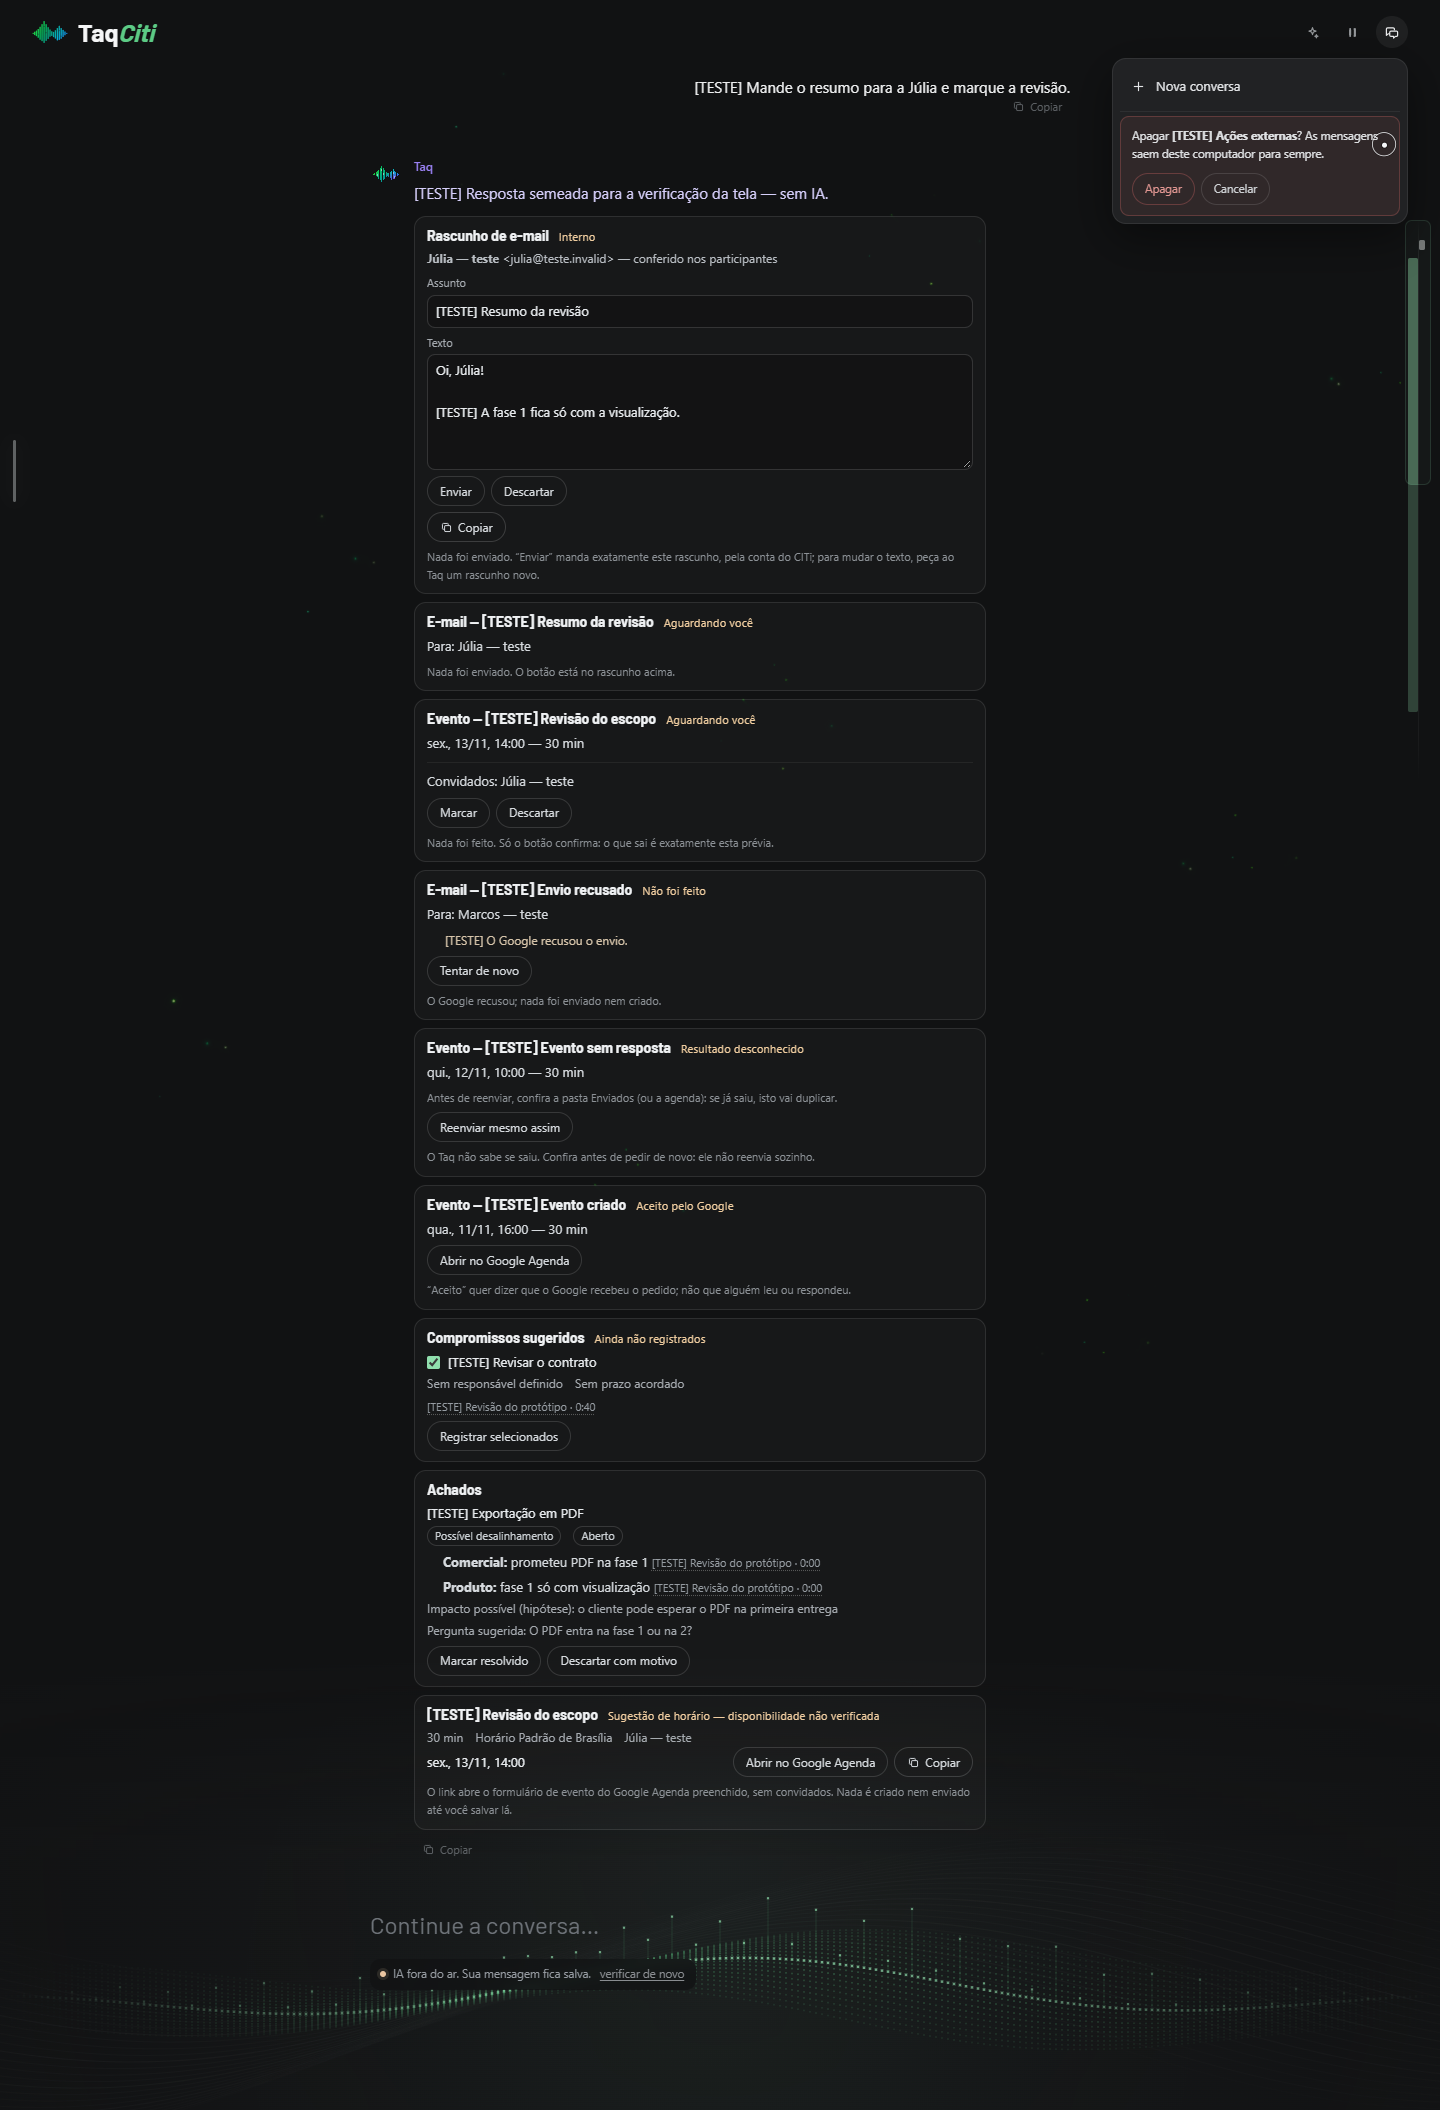 TaqCiti
[TESTE] Mande o resumo para a Júlia e marque a revisão.
Copiar
Nova conversa
Apagar [TESTE] Ações externas? As mensagens
saem deste computador para sempre.
Apagar Cancelar
Taq
[TESTE] Resposta semeada para a verificação da tela — sem IA.
Rascunho de e-mail Interno
Júlia — teste <julia@teste.invalid> — conferido nos participantes
Assunto
[TESTE] Resumo da revisão
Texto
Oi, Júlia!
[TESTE] A fase 1 fica só com a visualização.
Enviar Descartar
Copiar
Nada foi enviado. “Enviar” manda exatamente este rascunho, pela conta do CITi; para mudar o texto, peça ao
Taq um rascunho novo.
E-mail — [TESTE] Resumo da revisão Aguardando você
Para: Júlia — teste
Nada foi enviado. O botão está no rascunho acima.
Evento — [TESTE] Revisão do escopo Aguardando você
sex., 13/11, 14:00 — 30 min
Convidados: Júlia — teste
Marcar Descartar
Nada foi feito. Só o botão confirma: o que sai é exatamente esta prévia.
E-mail — [TESTE] Envio recusado Não foi feito
Para: Marcos — teste
[TESTE] O Google recusou o envio.
Tentar de novo
O Google recusou; nada foi enviado nem criado.
Evento — [TESTE] Evento sem resposta Resultado desconhecido
qui., 12/11, 10:00 — 30 min
Antes de reenviar, confira a pasta Enviados (ou a agenda): se já saiu, isto vai duplicar.
Reenviar mesmo assim
O Taq não sabe se saiu. Confira antes de pedir de novo: ele não reenvia sozinho.
Evento — [TESTE] Evento criado Aceito pelo Google
qua., 11/11, 16:00 — 30 min
Abrir no Google Agenda
“Aceito” quer dizer que o Google recebeu o pedido; não que alguém leu ou respondeu.
Compromissos sugeridos Ainda não registrados
[TESTE] Revisar o contrato
Sem responsável definido Sem prazo acordado
[TESTE] Revisão do protótipo · 0:40
Registrar selecionados
Achados
[TESTE] Exportação em PDF
Possível desalinhamento Aberto
Comercial: prometeu PDF na fase 1 [TESTE] Revisão do protótipo · 0:00
Produto: fase 1 só com visualização [TESTE] Revisão do protótipo · 0:00
Impacto possível (hipótese): o cliente pode esperar o PDF na primeira entrega
Pergunta sugerida: O PDF entra na fase 1 ou na 2?
Marcar resolvido Descartar com motivo
[TESTE] Revisão do escopo Sugestão de horário — disponibilidade não verificada
30 min Horário Padrão de Brasília Júlia — teste
sex., 13/11, 14:00 Abrir no Google Agenda Copiar
O link abre o formulário de evento do Google Agenda preenchido, sem convidados. Nada é criado nem enviado
até você salvar lá.
Copiar
Continue a conversa...
IA fora do ar. Sua mensagem fica salva. verificar de novo